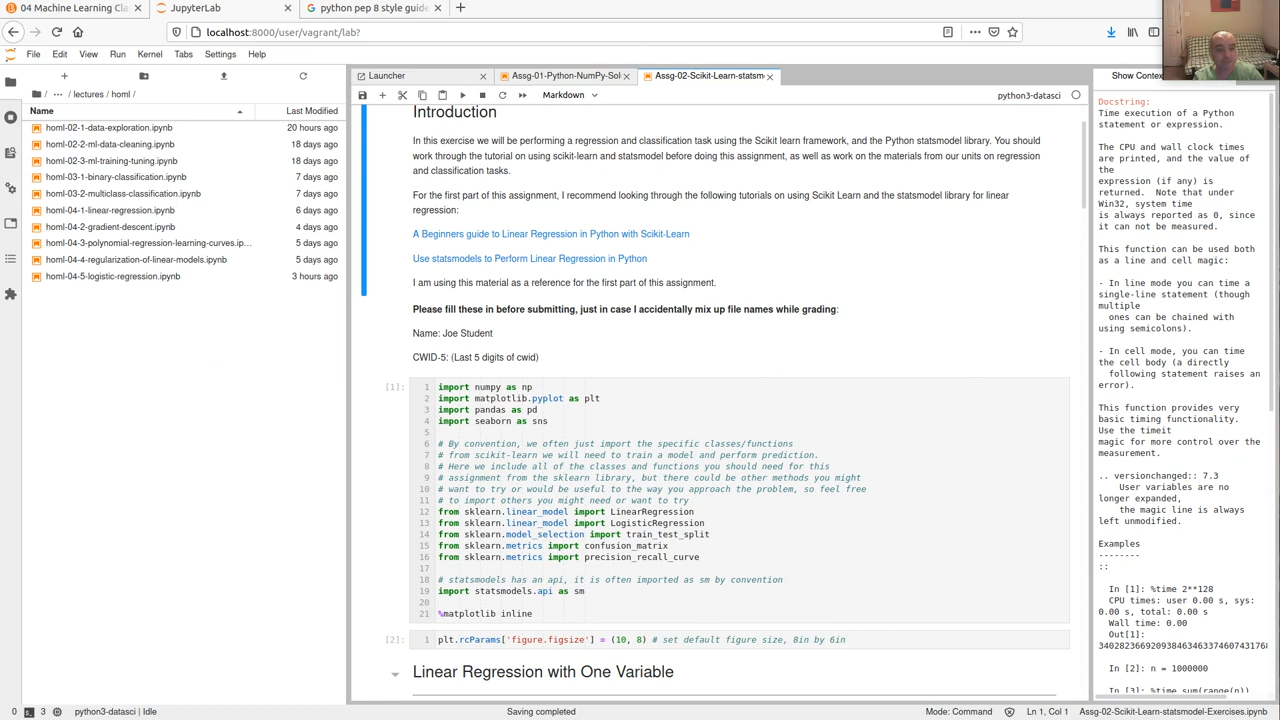 04 Machine Learning Cla
JupyterLab
python pep 8 style guide
localhost:8000/user/vagrant/lab?
File Edit View Run Kernel Tabs Settings Help
/ ··· / lectures / homl /
Name Last Modified
homl-02-1-data-exploration.ipynb 20 hours ago
homl-02-2-ml-data-cleaning.ipynb 18 days ago
homl-02-3-ml-training-tuning.ipynb 18 days ago
homl-03-1-binary-classification.ipynb 7 days ago
homl-03-2-multiclass-classification.ipynb 7 days ago
homl-04-1-linear-regression.ipynb 6 days ago
homl-04-2-gradient-descent.ipynb 4 days ago
homl-04-3-polynomial-regression-learning-curves.ip... 5 days ago
homl-04-4-regularization-of-linear-models.ipynb 5 days ago
homl-04-5-logistic-regression.ipynb 3 hours ago
Launcher
Assg-01-Python-NumPy-Sol
Assg-02-Scikit-Learn-statsm
Markdown
python3-datasci
Introduction
In this exercise we will be performing a regression and classification task using the Scikit learn framework, and the Python statsmodel library. You should
work through the tutorial on using scikit-learn and statsmodel before doing this assignment, as well as work on the materials from our units on regression
and classification tasks.
For the first part of this assignment, I recommend looking through the following tutorials on using Scikit Learn and the statsmodel library for linear
regression:
A Beginners guide to Linear Regression in Python with Scikit-Learn
Use statsmodels to Perform Linear Regression in Python
I am using this material as a reference for the first part of this assignment.
Please fill these in before submitting, just in case I accidentally mix up file names while grading:
Name: Joe Student
CWID-5: (Last 5 digits of cwid)
[1]:
1 import numpy as np
2 import matplotlib.pyplot as plt
3 import pandas as pd
4 import seaborn as sns
5
6 # By convention, we often just import the specific classes/functions
7 # from scikit-learn we will need to train a model and perform prediction.
8 # Here we include all of the classes and functions you should need for this
9 # assignment from the sklearn library, but there could be other methods you might
10 # want to try or would be useful to the way you approach the problem, so feel free
11 # to import others you might need or want to try
12 from sklearn.linear_model import LinearRegression
13 from sklearn.linear_model import LogisticRegression
14 from sklearn.model_selection import train_test_split
15 from sklearn.metrics import confusion_matrix
16 from sklearn.metrics import precision_recall_curve
17
18 # statsmodels has an api, it is often imported as sm by convention
19 import statsmodels.api as sm
20
21 %matplotlib inline
[2]: 1 plt.rcParams['figure.figsize'] = (10, 8) # set default figure size, 8in by 6in
Linear Regression with One Variable
Show Contex
Docstring:
Time execution of a Python
statement or expression.
The CPU and wall clock times
are printed, and the value of
the
expression (if any) is
returned. Note that under
Win32, system time
is always reported as 0, since
it can not be measured.
This function can be used both
as a line and cell magic:
- In line mode you can time a
single-line statement (though
multiple
ones can be chained with
using semicolons).
- In cell mode, you can time
the cell body (a directly
following statement raises an
error).
This function provides very
basic timing functionality.
Use the timeit
magic for more control over the
measurement.
.. versionchanged:: 7.3
User variables are no
longer expanded,
the magic line is always
left unmodified.
Examples
--------
::
In [1]: %time 2**128
CPU times: user 0.00 s, sys:
0.00 s, total: 0.00 s
Wall time: 0.00
Out[1]:
340282366920938463463374607431768
In [2]: n = 1000000
In [3]: %time sum(range(n))
0 3 python3-datasci | Idle
Saving completed
Mode: Command Ln 1, Col 1 Assg-02-Scikit-Learn-statsmodel-Exercises.ipynb